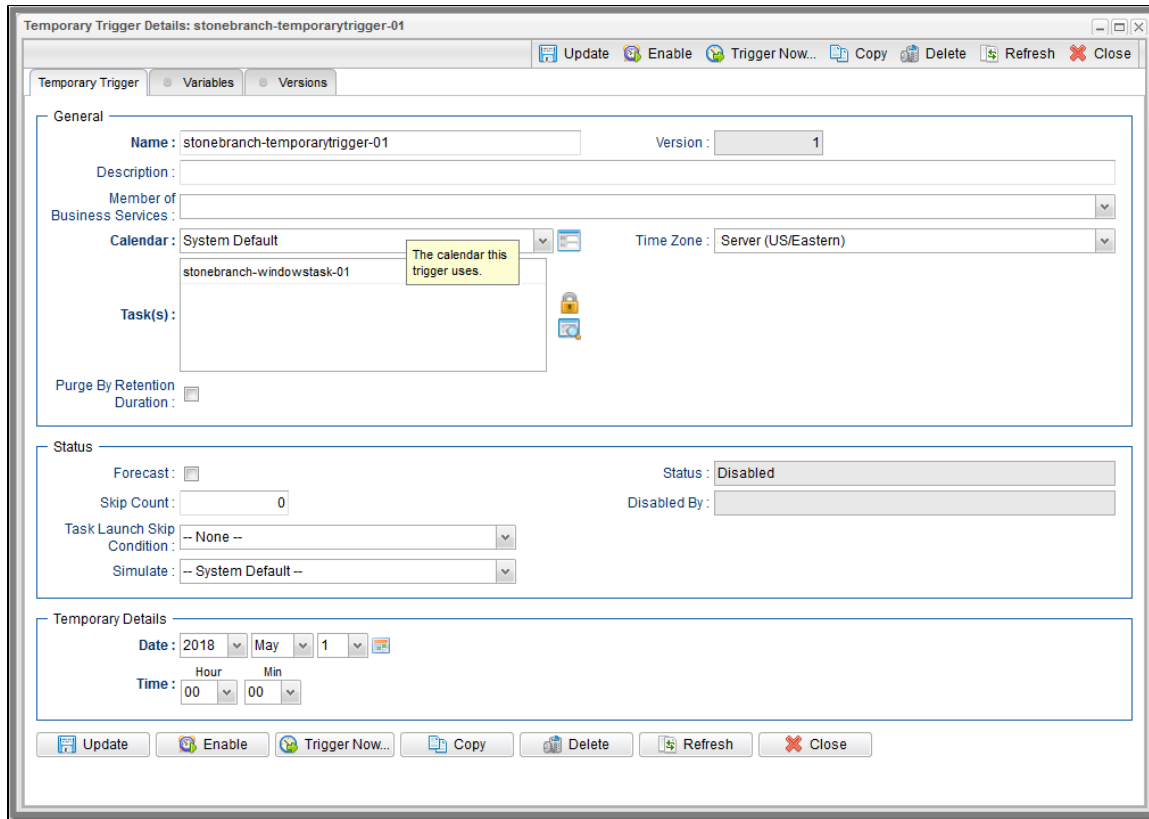 Temporary Trigger Details: stonebranch-temporarytrigger-01
Update Enable Trigger Now... Copy Delete Refresh Close
Temporary Trigger Variables Versions
General
Name : stonebranch-temporarytrigger-01 Version : 1
Description :
Member of
Business Services :
Calendar : System Default Time Zone : Server (US/Eastern)
The calendar this
trigger uses.
stonebranch-windowstask-01
Task(s) :
Purge By Retention
Duration :
Status
Forecast : Status : Disabled
Skip Count : 0 Disabled By :
Task Launch Skip
Condition : -- None --
Simulate : -- System Default --
Temporary Details
Date : 2018 May 1
Hour Min
Time : 00 00
Update Enable Trigger Now... Copy Delete Refresh Close